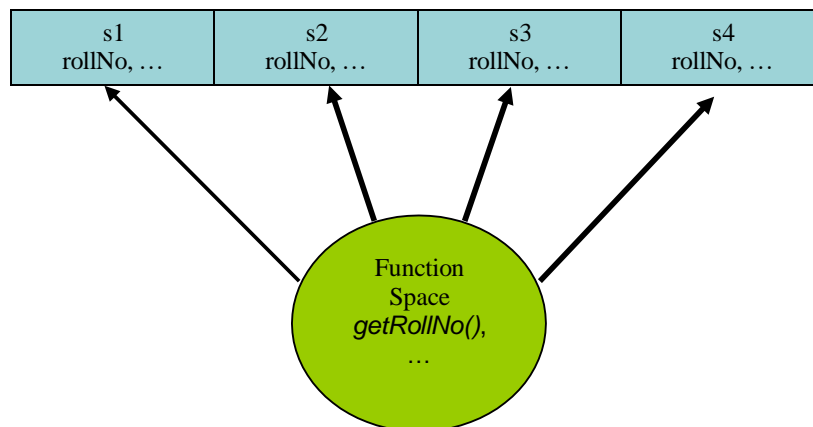 s1
rollNo, …
s2
rollNo, …
s3
rollNo, …
s4
rollNo, …
Function
Space
getRollNo(),
…